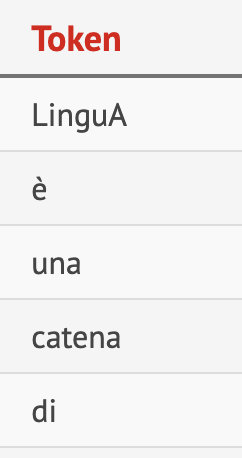 Token
LinguA
è
una
catena
di